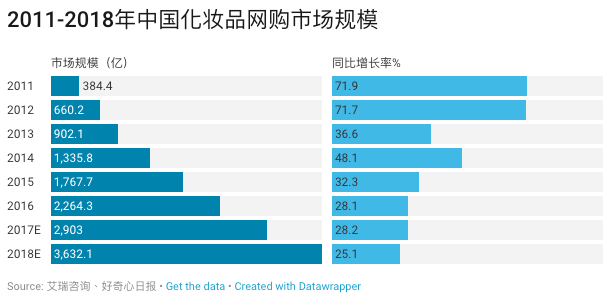 2011-2018年中国化妆品网购市场规模
市场规模（亿） 同比增长率%
2011 384.4 71.9
2012 660.2 71.7
2013 902.1 36.6
2014 1,335.8 48.1
2015 1,767.7 32.3
2016 2,264.3 28.1
2017E 2,903 28.2
2018E 3,632.1 25.1
Source: 艾瑞咨询、好奇心日报 • Get the data • Created with Datawrapper